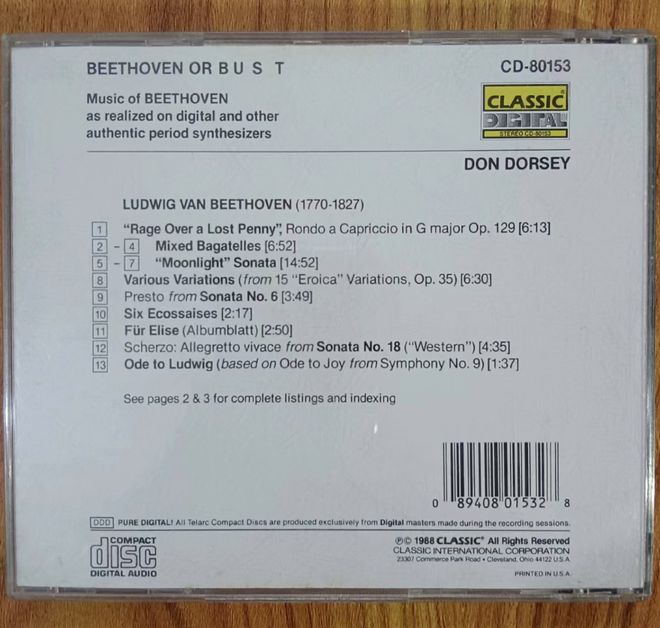 BEETHOVEN OR B U S T
CD-80153
Music of BEETHOVEN
as realized on digital and other
authentic period synthesizers
CLASSIC
DIGITAL
STEREO CD-80153
DON DORSEY
LUDWIG VAN BEETHOVEN (1770-1827)
1 "Rage Over a Lost Penny", Rondo a Capriccio in G major Op. 129 [6:13]
2 - 4 Mixed Bagatelles [6:52]
5 - 7 "Moonlight" Sonata [14:52]
8 Various Variations (from 15 "Eroica" Variations, Op. 35) [6:30]
9 Presto from Sonata No. 6 [3:49]
10 Six Ecossaises [2:17]
11 Für Elise (Albumblatt) [2:50]
12 Scherzo: Allegretto vivace from Sonata No. 18 ("Western") [4:35]
13 Ode to Ludwig (based on Ode to Joy from Symphony No. 9) [1:37]
See pages 2 & 3 for complete listings and indexing
0 89408 01532 8
DDD PURE DIGITAL! All Telarc Compact Discs are produced exclusively from Digital masters made during the recording sessions.
COMPACT
disc
DIGITAL AUDIO
℗© 1988 CLASSIC® All Rights Reserved
CLASSIC INTERNATIONAL CORPORATION
23307 Commerce Park Road • Cleveland, Ohio 44122 U.S.A.
PRINTED IN U.S.A.